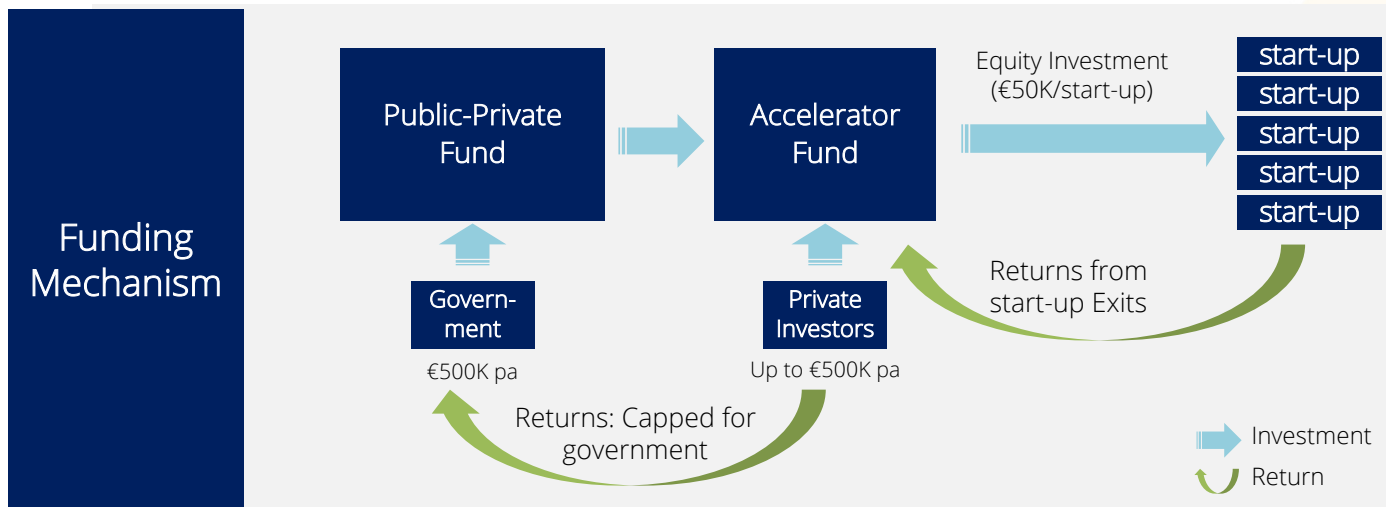 Funding
Mechanism
Public-Private
Fund
Accelerator
Fund
Equity Investment
(€50K/start-up)
start-up
start-up
start-up
start-up
start-up
Govern-
ment
€500K pa
Private
Investors
Up to €500K pa
Returns from
start-up Exits
Returns: Capped for
government
Investment
Return